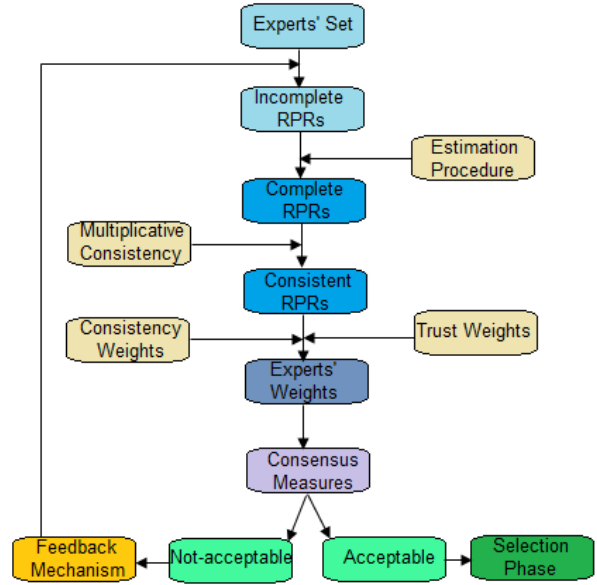 Experts' Set
Incomplete
RPRs
Estimation
Procedure
Complete
RPRs
Multiplicative
Consistency
Consistent
RPRs
Consistency
Weights
Trust Weights
Experts'
Weights
Consensus
Measures
Feedback
Mechanism
Not-acceptable
Acceptable
Selection
Phase